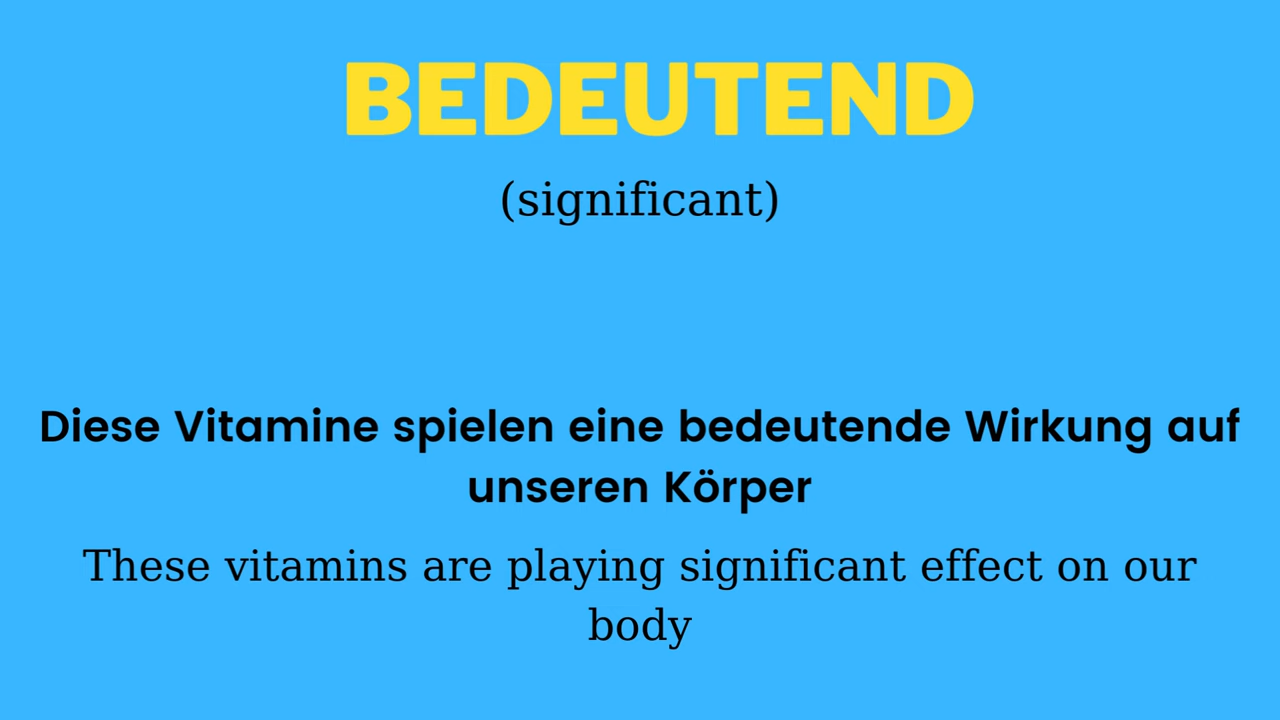 BEDEUTEND
(significant)
Diese Vitamine spielen eine bedeutende Wirkung auf
unseren Körper
These vitamins are playing significant effect on our
body